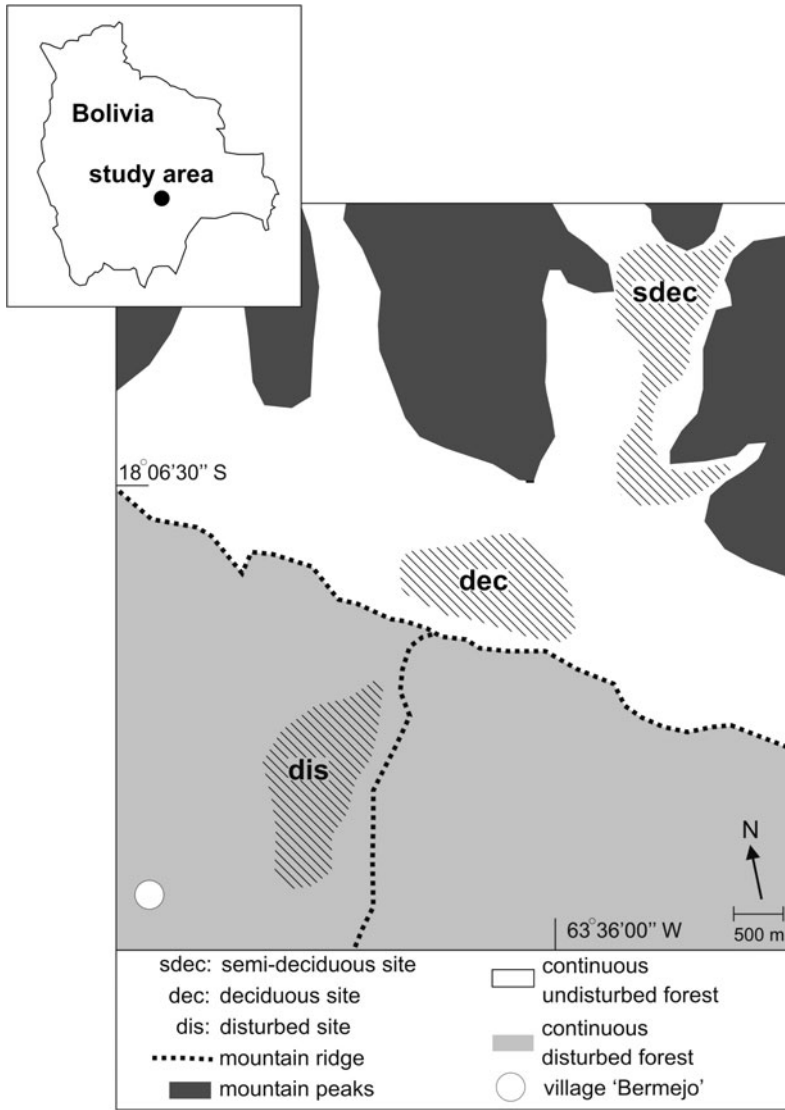 Bolivia
study area
sdec
18°06'30'' S
dec
dis
N
63°36'00'' W
500 m
sdec: semi-deciduous site
dec: deciduous site
dis: disturbed site
mountain ridge
mountain peaks
continuous
undisturbed forest
continuous
disturbed forest
village 'Bermejo'